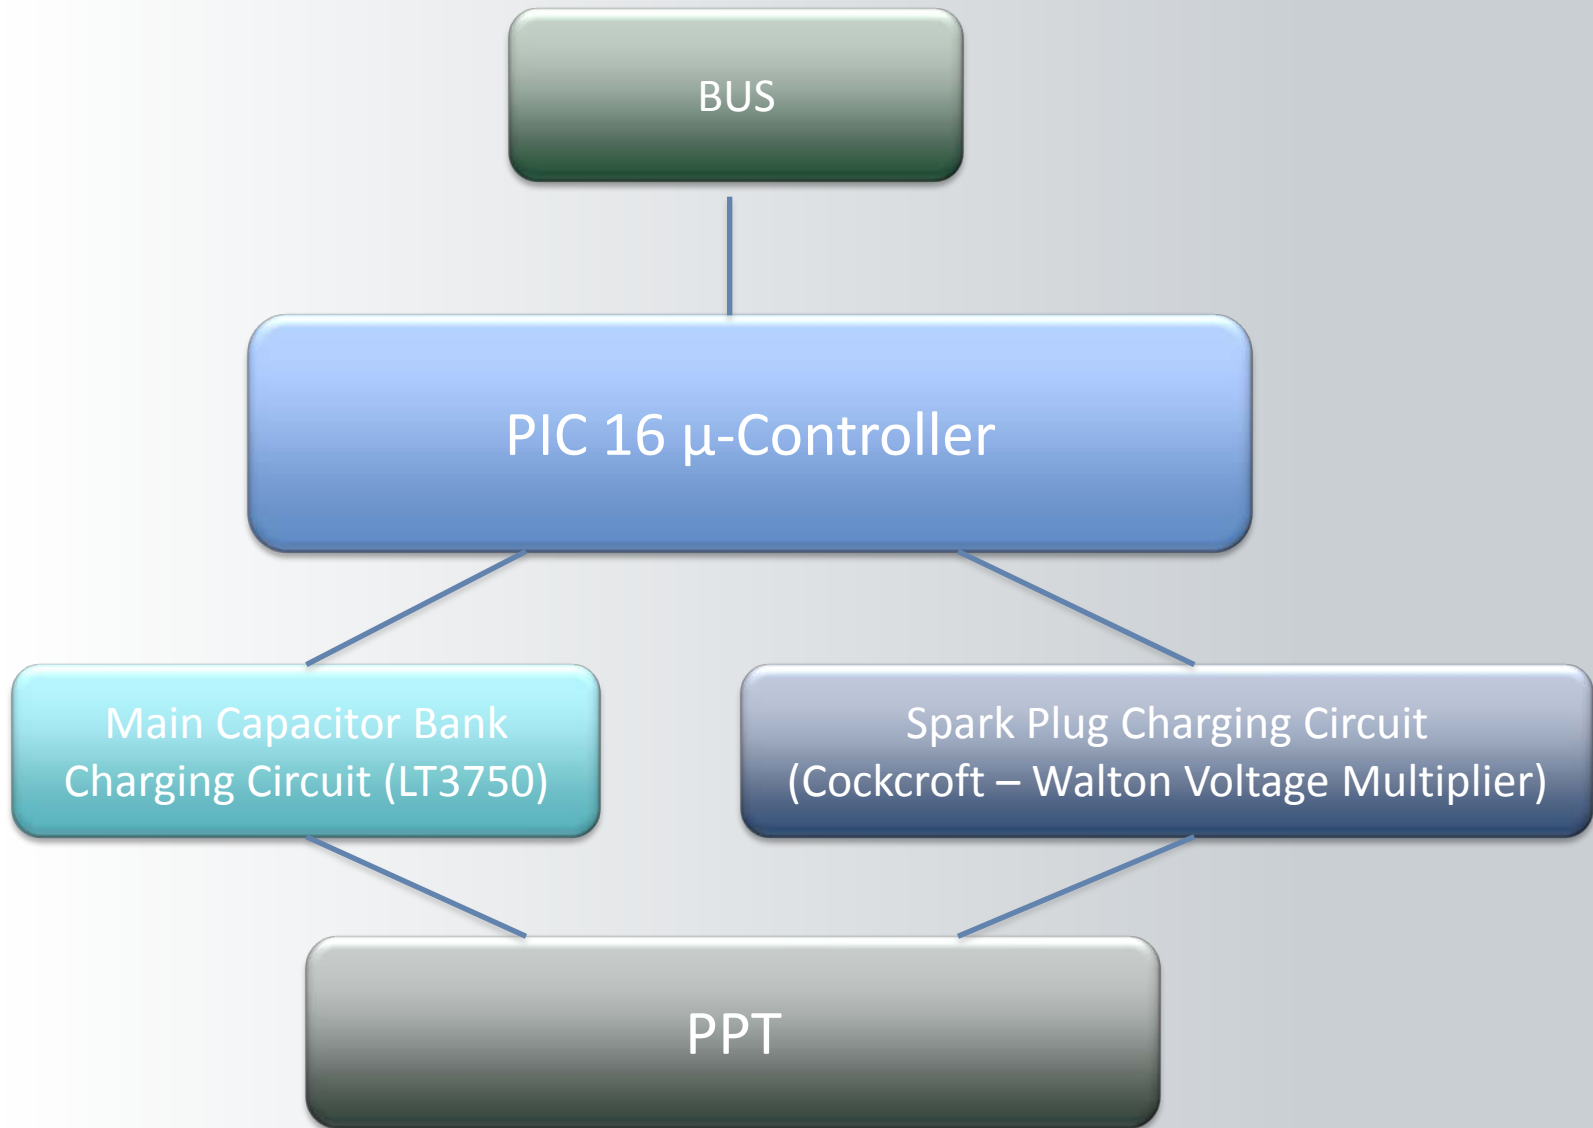 BUS
PIC 16 µ-Controller
Main Capacitor Bank
Charging Circuit (LT3750)
Spark Plug Charging Circuit
(Cockcroft – Walton Voltage Multiplier)
PPT